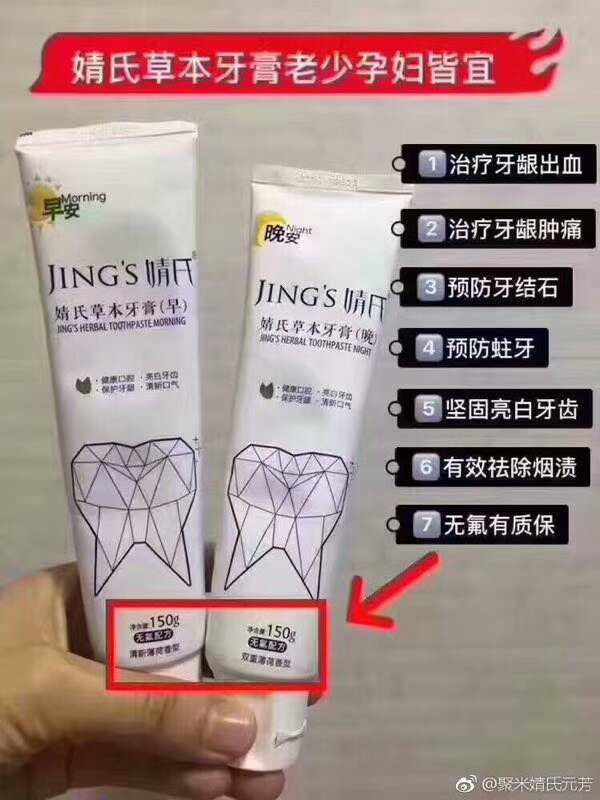 婧氏草本牙膏老少孕妇皆宜
早安
Morning
JING'S 婧氏
婧氏草本牙膏(早)
JING'S HERBAL TOOTHPASTE MORNING
·健康口腔 ·亮白牙齿
·保护牙龈 ·清新口气
净含量 150g
无氟配方
清新薄荷香型
晚安
Night
JING'S 婧氏
婧氏草本牙膏(晚)
JING'S HERBAL TOOTHPASTE NIGHT
·健康口腔 ·亮白牙齿
·保护牙龈 ·清新口气
净含量 150g
无氟配方
双重薄荷香型
1 治疗牙龈出血
2 治疗牙龈肿痛
3 预防牙结石
4 预防蛀牙
5 坚固亮白牙齿
6 有效祛除烟渍
7 无氟有质保
@聚米婧氏元芳